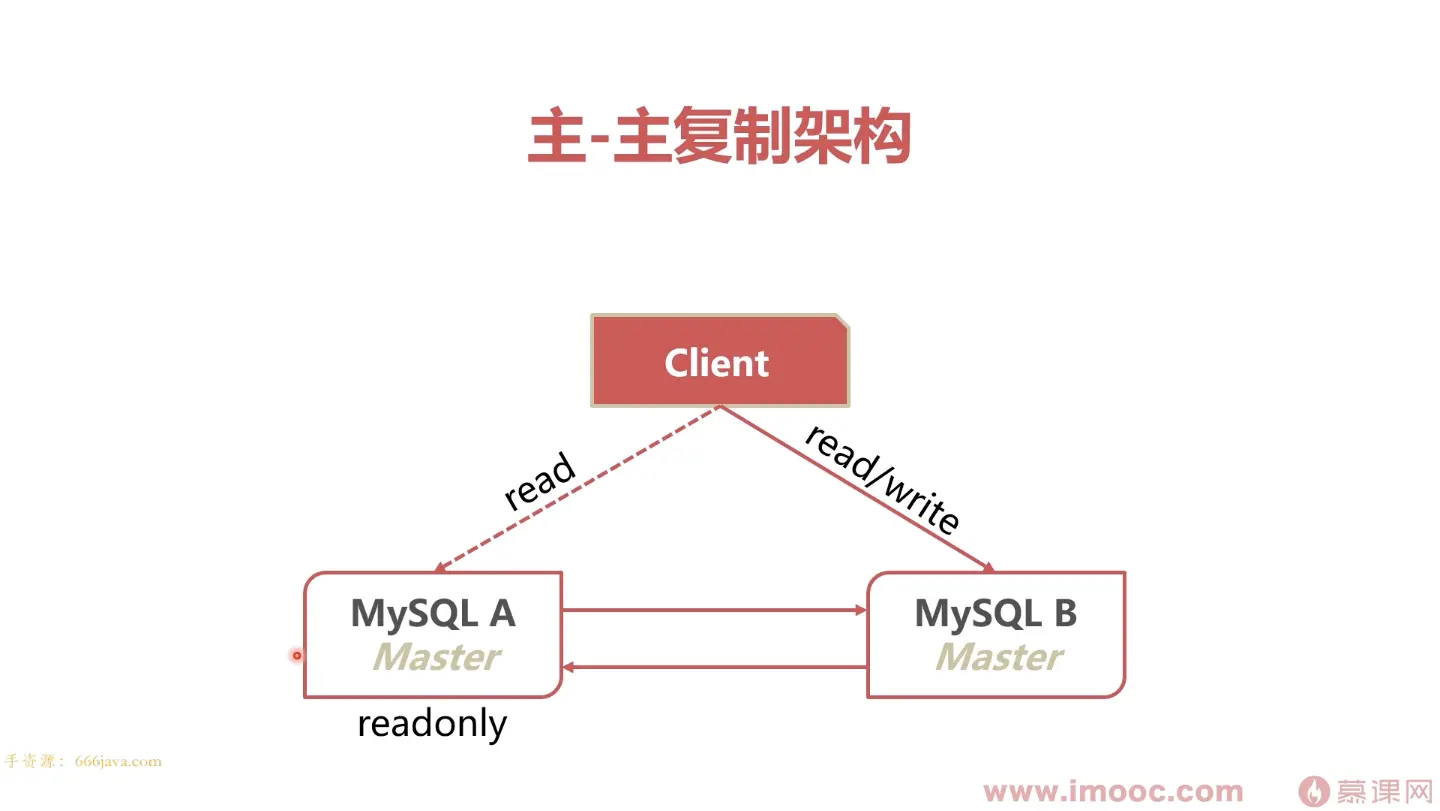 主-主复制架构
Client
read
read/write
MySQL A
Master
MySQL B
Master
readonly
手资源：666java.com
www.imooc.com
慕课网